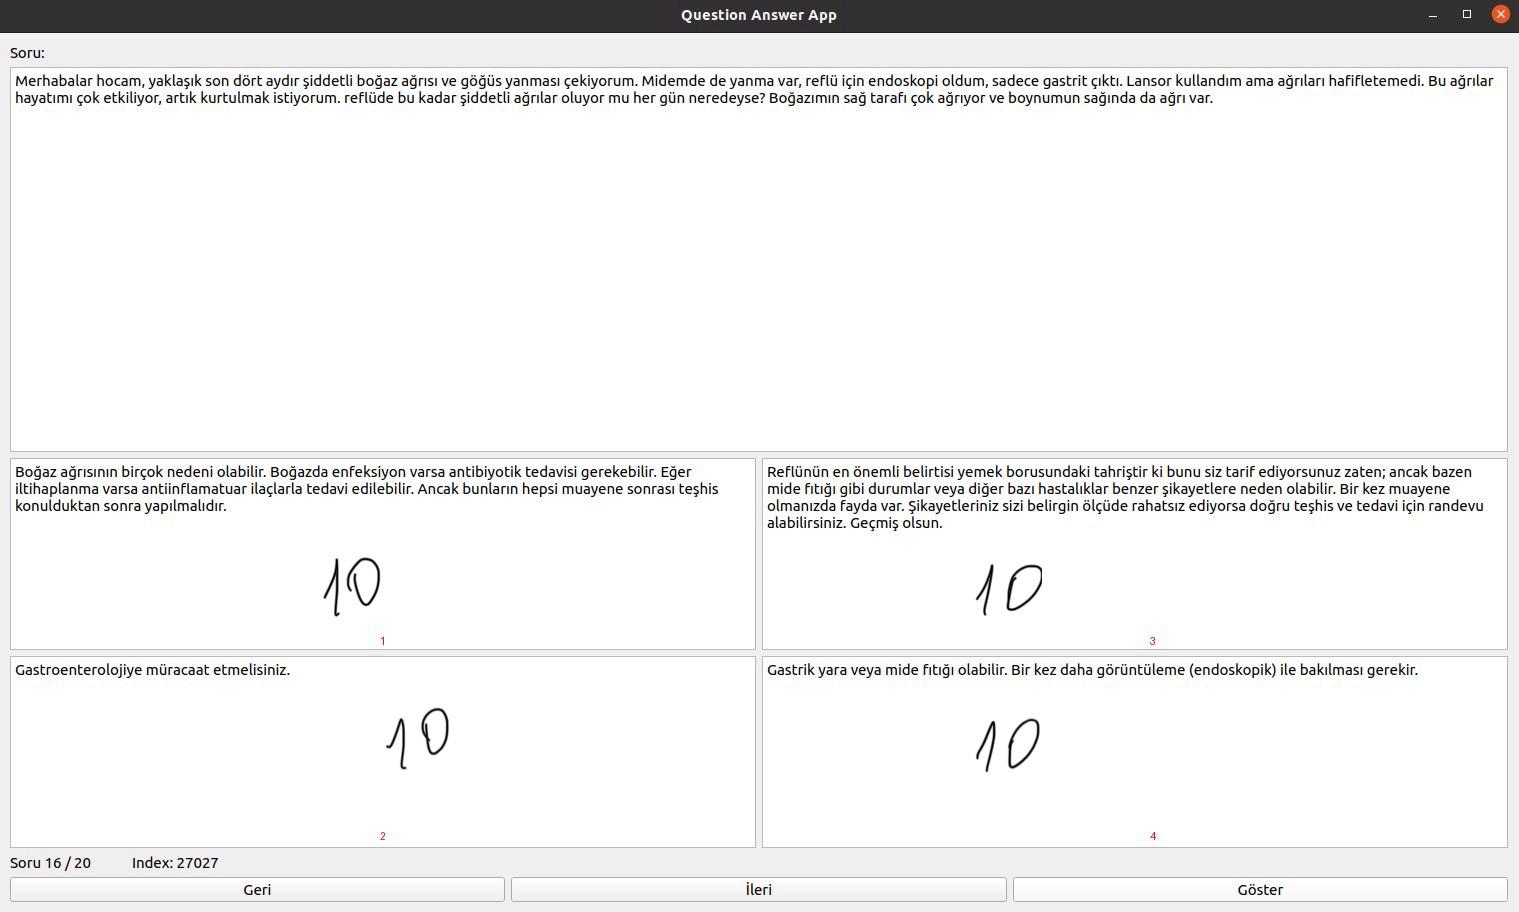 Question Answer App
Soru:
Merhabalar hocam, yaklaşık son dört aydır şiddetli boğaz ağrısı ve göğüs yanması çekiyorum. Midemde de yanma var, reflü için endoskopi oldum, sadece gastrit çıktı. Lansor kullandım ama ağrıları hafifletemedi. Bu ağrılar
hayatımı çok etkiliyor, artık kurtulmak istiyorum. reflüde bu kadar şiddetli ağrılar oluyor mu her gün neredeyse? Boğazımın sağ tarafı çok ağrıyor ve boynumun sağında da ağrı var.
Boğaz ağrısının birçok nedeni olabilir. Boğazda enfeksiyon varsa antibiyotik tedavisi gerekebilir. Eğer
iltihaplanma varsa antiinflamatuar ilaçlarla tedavi edilebilir. Ancak bunların hepsi muayene sonrası teşhis
konulduktan sonra yapılmalıdır.
10
1
Reflünün en önemli belirtisi yemek borusundaki tahriştir ki bunu siz tarif ediyorsunuz zaten; ancak bazen
mide fıtığı gibi durumlar veya diğer bazı hastalıklar benzer şikayetlere neden olabilir. Bir kez muayene
olmanızda fayda var. Şikayetleriniz sizi belirgin ölçüde rahatsız ediyorsa doğru teşhis ve tedavi için randevu
alabilirsiniz. Geçmiş olsun.
10
3
Gastroenterolojiye müracaat etmelisiniz.
10
2
Gastrik yara veya mide fıtığı olabilir. Bir kez daha görüntüleme (endoskopik) ile bakılması gerekir.
10
4
Soru 16 / 20 Index: 27027
Geri İleri Göster